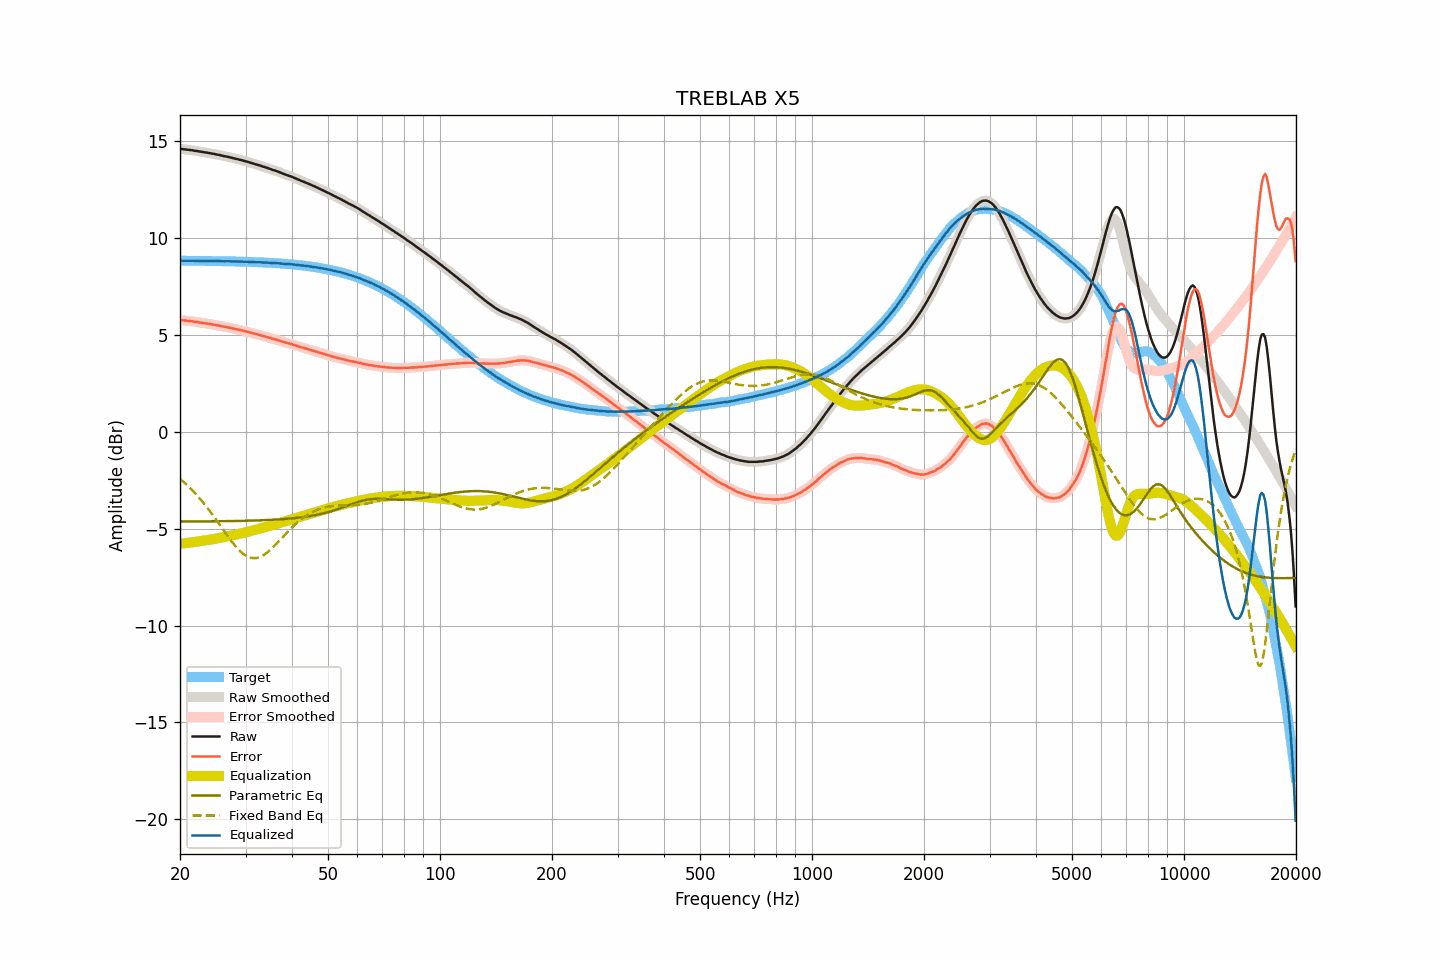 TREBLAB X5
Amplitude (dBr)
15
10
5
0
−5
−10
−15
−20
Target
Raw Smoothed
Error Smoothed
Raw
Error
Equalization
Parametric Eq
Fixed Band Eq
Equalized
20 50 100 200 500 1000 2000 5000 10000 20000
Frequency (Hz)